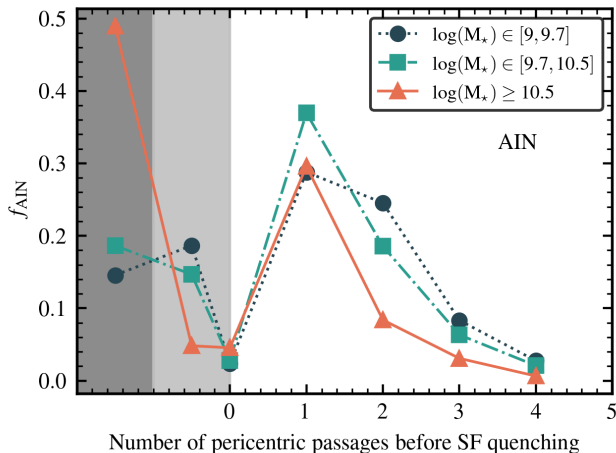 log(M⋆) ∈ [9, 9.7]
log(M⋆) ∈ [9.7, 10.5]
log(M⋆) ≥ 10.5
AIN
0.5
0.4
0.3
0.2
0.1
0.0
f_AIN
0 1 2 3 4 5
Number of pericentric passages before SF quenching